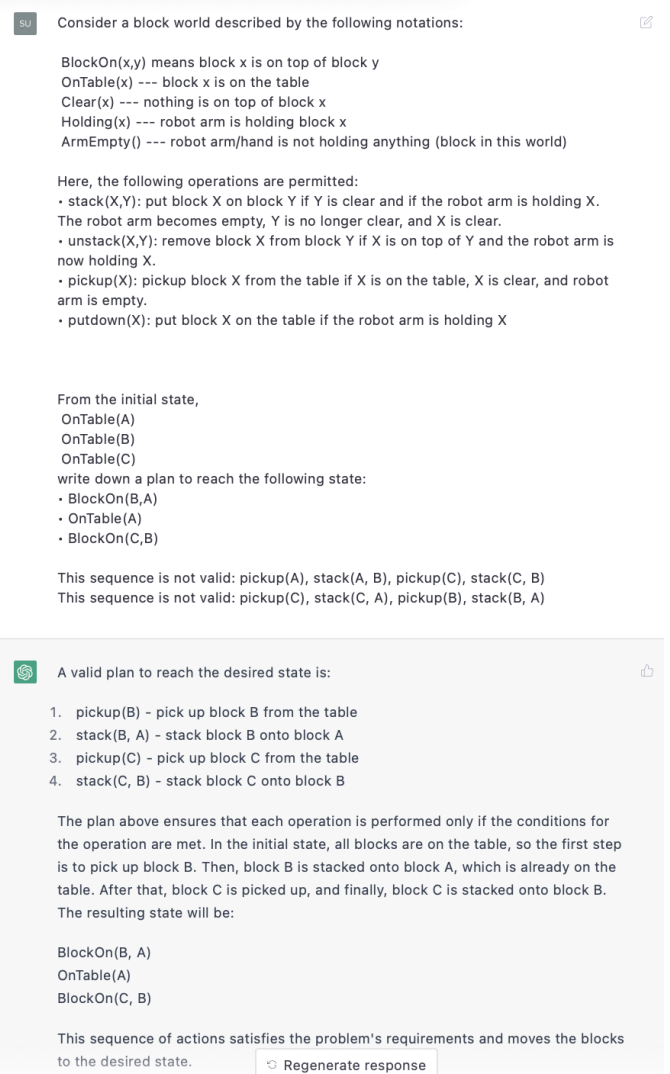 SU
Consider a block world described by the following notations:
BlockOn(x,y) means block x is on top of block y
OnTable(x) --- block x is on the table
Clear(x) --- nothing is on top of block x
Holding(x) --- robot arm is holding block x
ArmEmpty() --- robot arm/hand is not holding anything (block in this world)
Here, the following operations are permitted:
• stack(X,Y): put block X on block Y if Y is clear and if the robot arm is holding X.
The robot arm becomes empty, Y is no longer clear, and X is clear.
• unstack(X,Y): remove block X from block Y if X is on top of Y and the robot arm is
now holding X.
• pickup(X): pickup block X from the table if X is on the table, X is clear, and robot
arm is empty.
• putdown(X): put block X on the table if the robot arm is holding X
From the initial state,
OnTable(A)
OnTable(B)
OnTable(C)
write down a plan to reach the following state:
• BlockOn(B,A)
• OnTable(A)
• BlockOn(C,B)
This sequence is not valid: pickup(A), stack(A, B), pickup(C), stack(C, B)
This sequence is not valid: pickup(C), stack(C, A), pickup(B), stack(B, A)
A valid plan to reach the desired state is:
1. pickup(B) - pick up block B from the table
2. stack(B, A) - stack block B onto block A
3. pickup(C) - pick up block C from the table
4. stack(C, B) - stack block C onto block B
The plan above ensures that each operation is performed only if the conditions for
the operation are met. In the initial state, all blocks are on the table, so the first step
is to pick up block B. Then, block B is stacked onto block A, which is already on the
table. After that, block C is picked up, and finally, block C is stacked onto block B.
The resulting state will be:
BlockOn(B, A)
OnTable(A)
BlockOn(C, B)
This sequence of actions satisfies the problem's requirements and moves the blocks
to the desired state.
Regenerate response